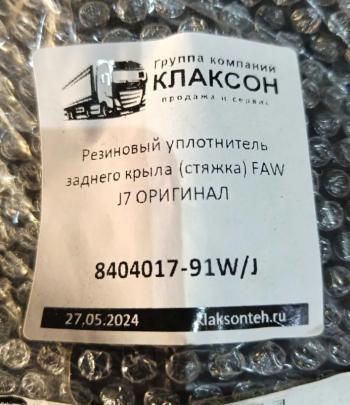 группа компаний
КЛАКСОН
продажа и сервис
Резиновый уплотнитель
заднего крыла (стяжка) FAW
J7 ОРИГИНАЛ
8404017-91W/J
27.05.2024 klaksonteh.ru